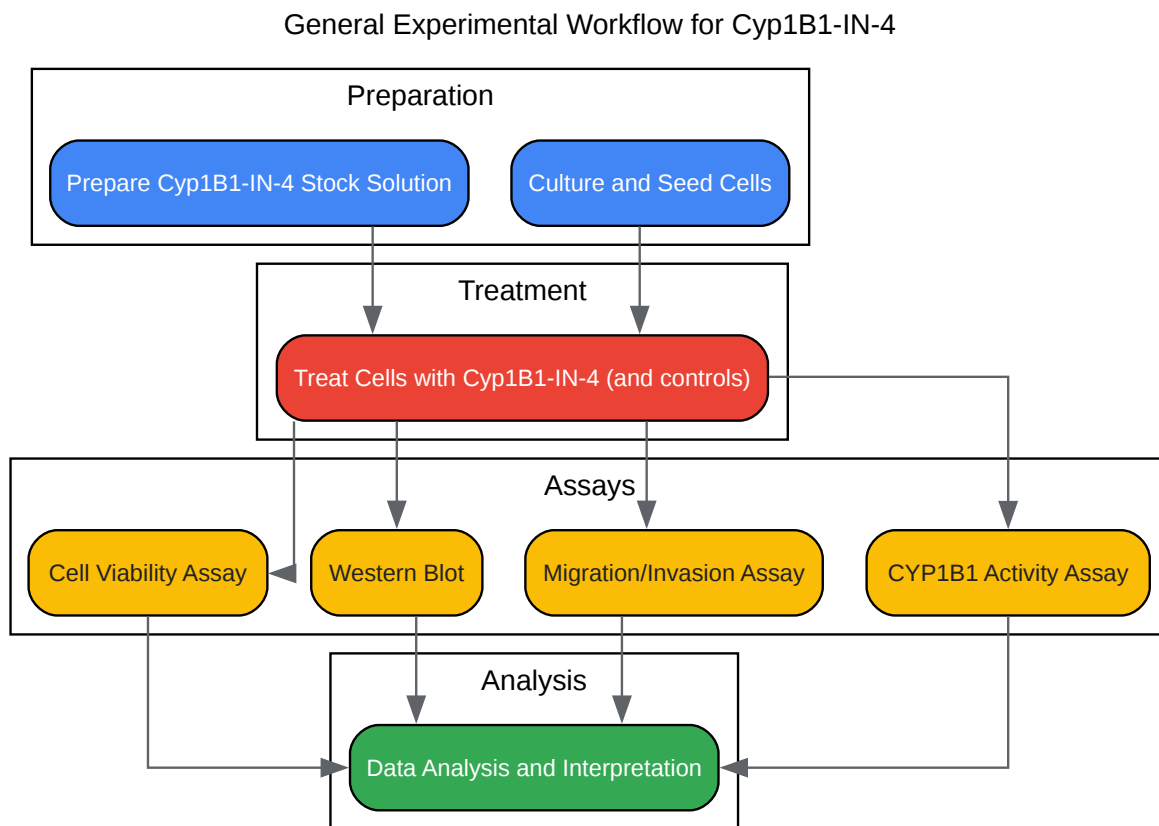 General Experimental Workflow for Cyp1B1-IN-4
Preparation
Prepare Cyp1B1-IN-4 Stock Solution
Culture and Seed Cells
Treatment
Treat Cells with Cyp1B1-IN-4 (and controls)
Assays
Cell Viability Assay
Western Blot
Migration/Invasion Assay
CYP1B1 Activity Assay
Analysis
Data Analysis and Interpretation